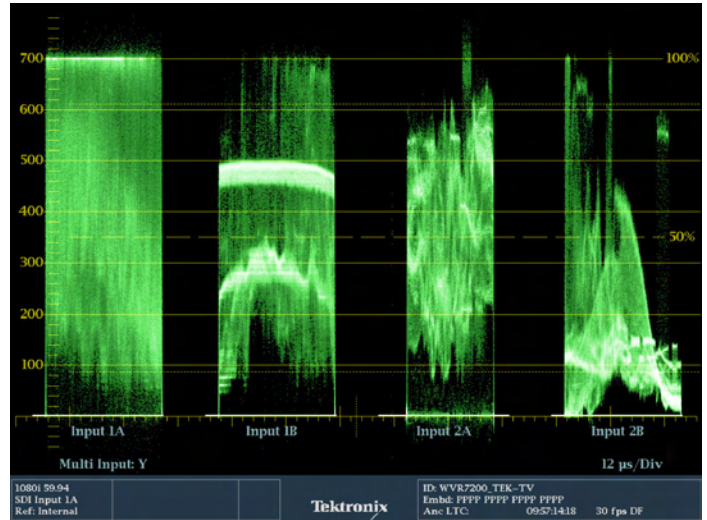 700
100%
600
500
400
50%
300
200
100
Input 1A Input 1B Input 2A Input 2B
Multi Input: Y 12 µs/Div
1080i 59.94
SDI Input 1A
Ref: Internal
Tektronix
ID: WVR7200_TEK-TV
Embd: PPPP PPPP PPPP PPPP
Anc LTC: 09:57:14:18 30 fps DF